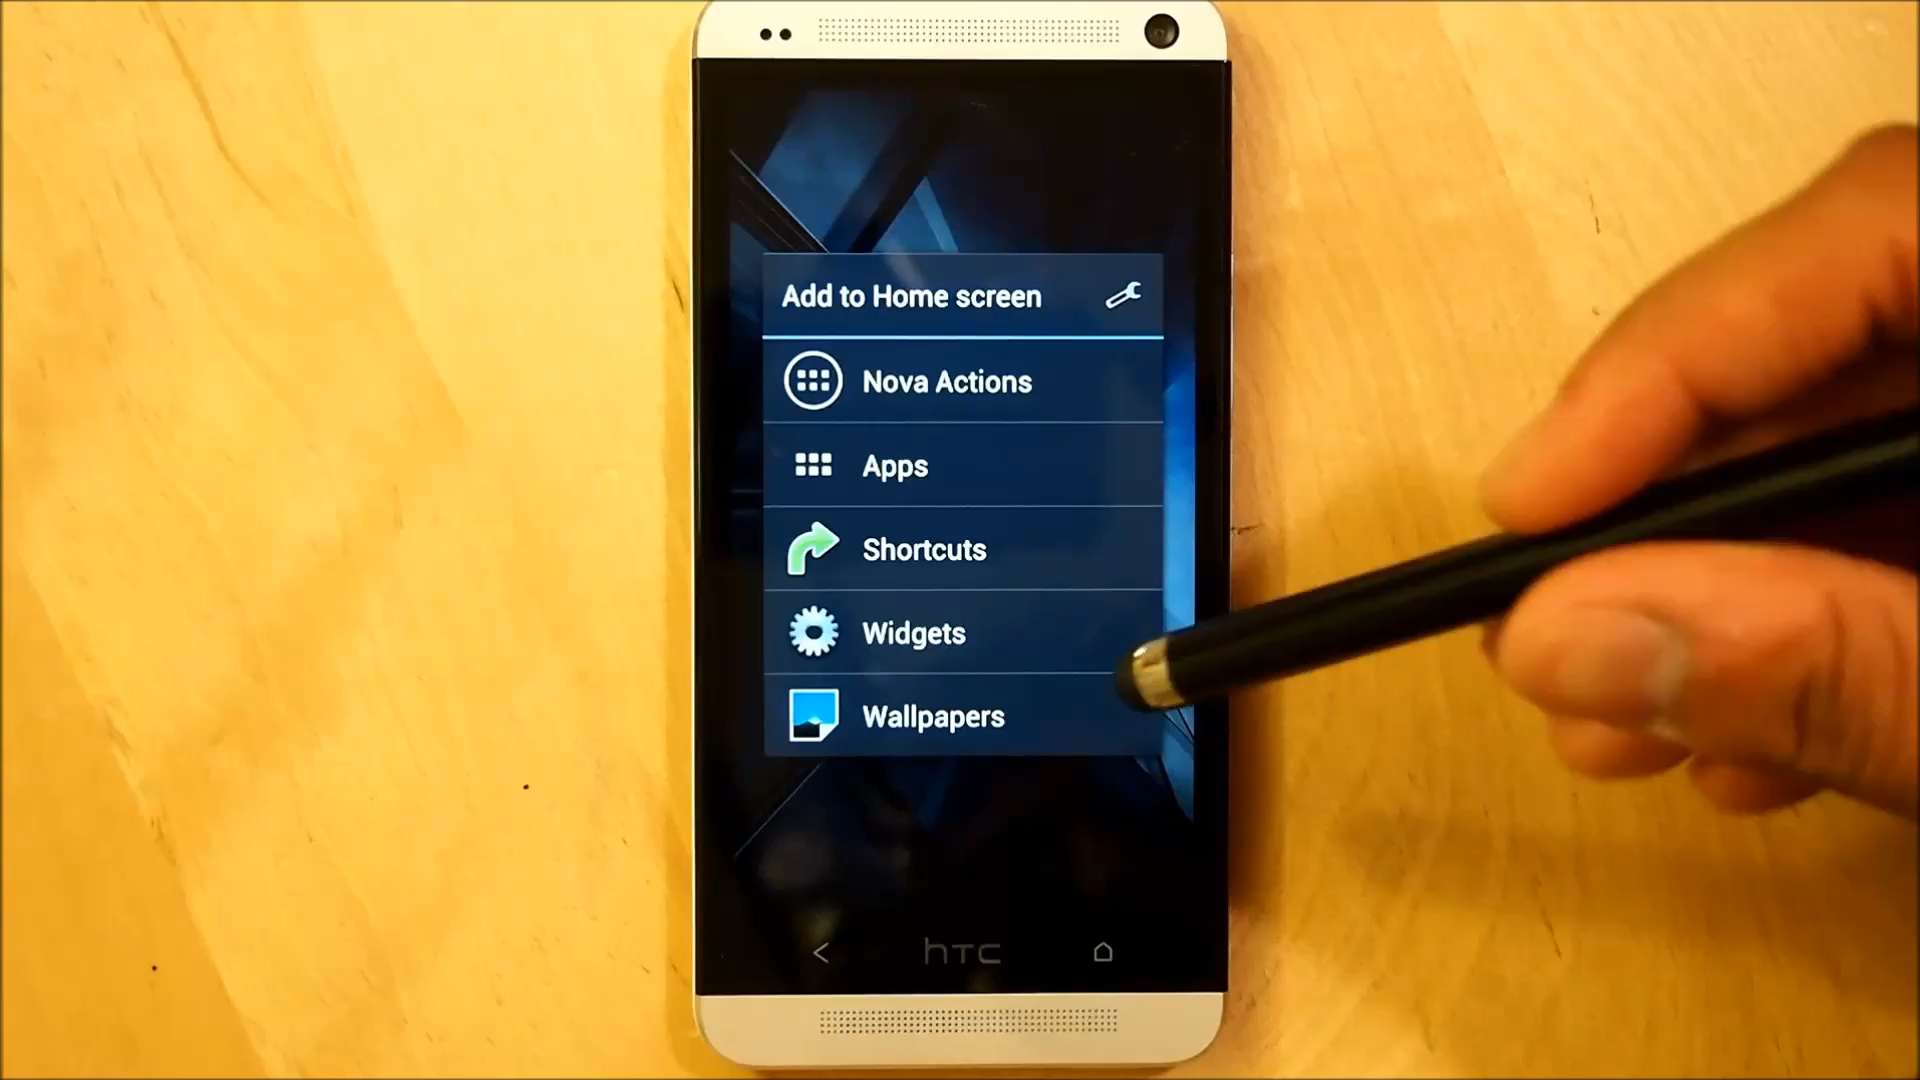 Add to Home screen
Nova Actions
Apps
Shortcuts
Widgets
Wallpapers
hTC